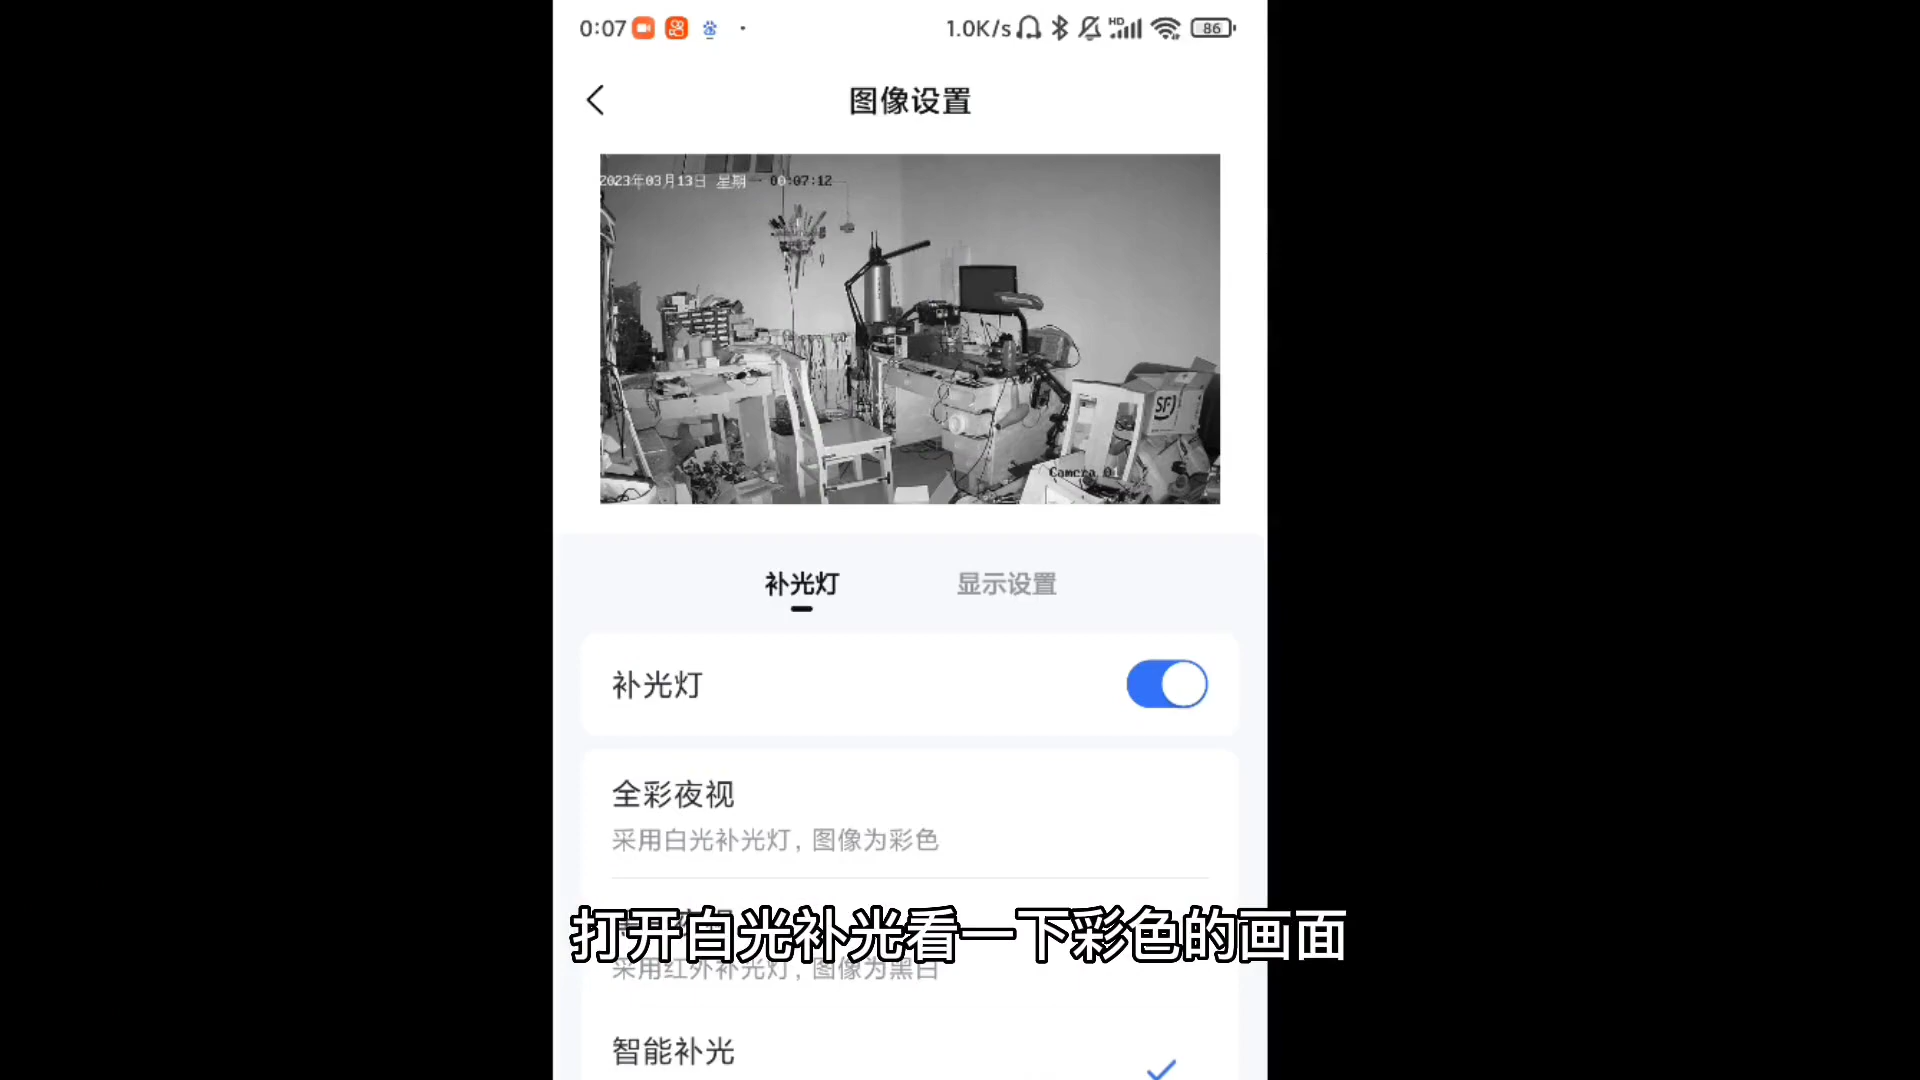 0:07
1.0K/s HD 86
图像设置
2023年03月13日 星期一 00:07:12
SF
Camera 01
补光灯 显示设置
补光灯
全彩夜视
采用白光补光灯，图像为彩色
打开白光补光看一下彩色的画面
采用红外补光灯，图像为黑白
智能补光